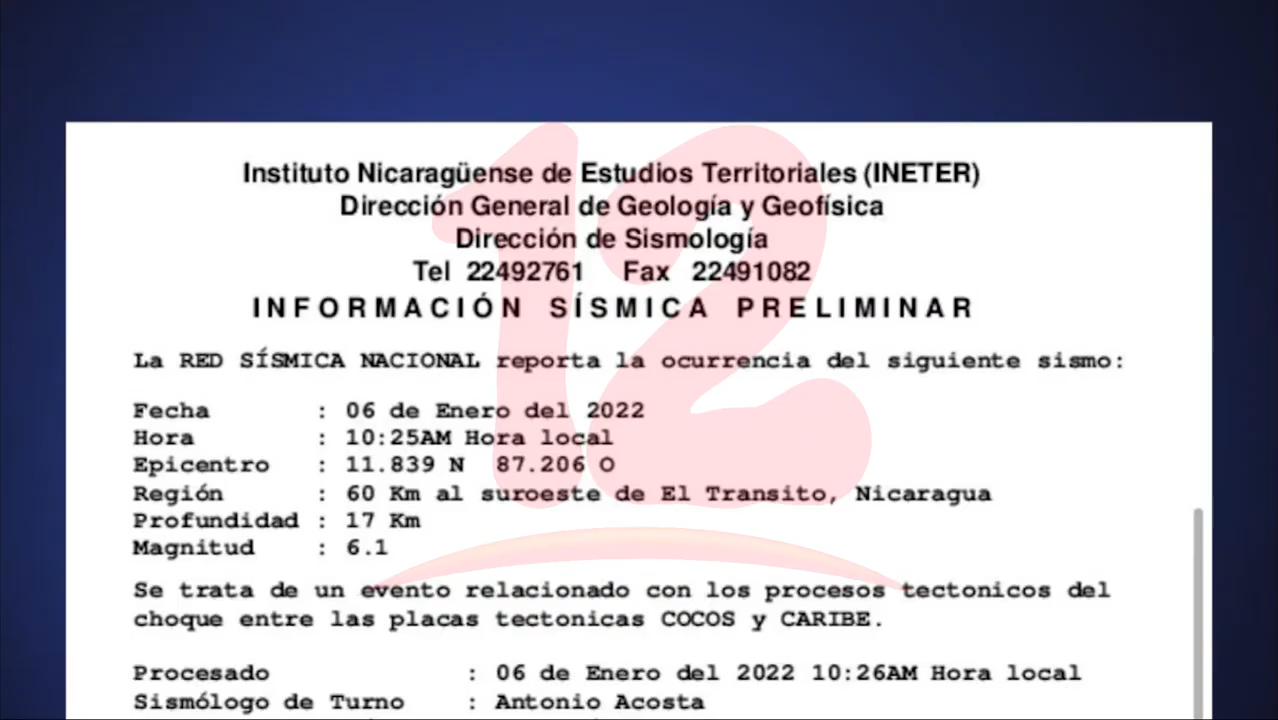 Instituto Nicaragüense de Estudios Territoriales (INETER)
Dirección General de Geología y Geofísica
Dirección de Sismología
Tel 22492761 Fax 22491082
INFORMACIÓN SÍSMICA PRELIMINAR
La RED SÍSMICA NACIONAL reporta la ocurrencia del siguiente sismo:
Fecha : 06 de Enero del 2022
Hora : 10:25AM Hora local
Epicentro : 11.839 N 87.206 O
Región : 60 Km al suroeste de El Transito, Nicaragua
Profundidad : 17 Km
Magnitud : 6.1
Se trata de un evento relacionado con los procesos tectonicos del
choque entre las placas tectonicas COCOS y CARIBE.
Procesado : 06 de Enero del 2022 10:26AM Hora local
Sismólogo de Turno : Antonio Acosta
12